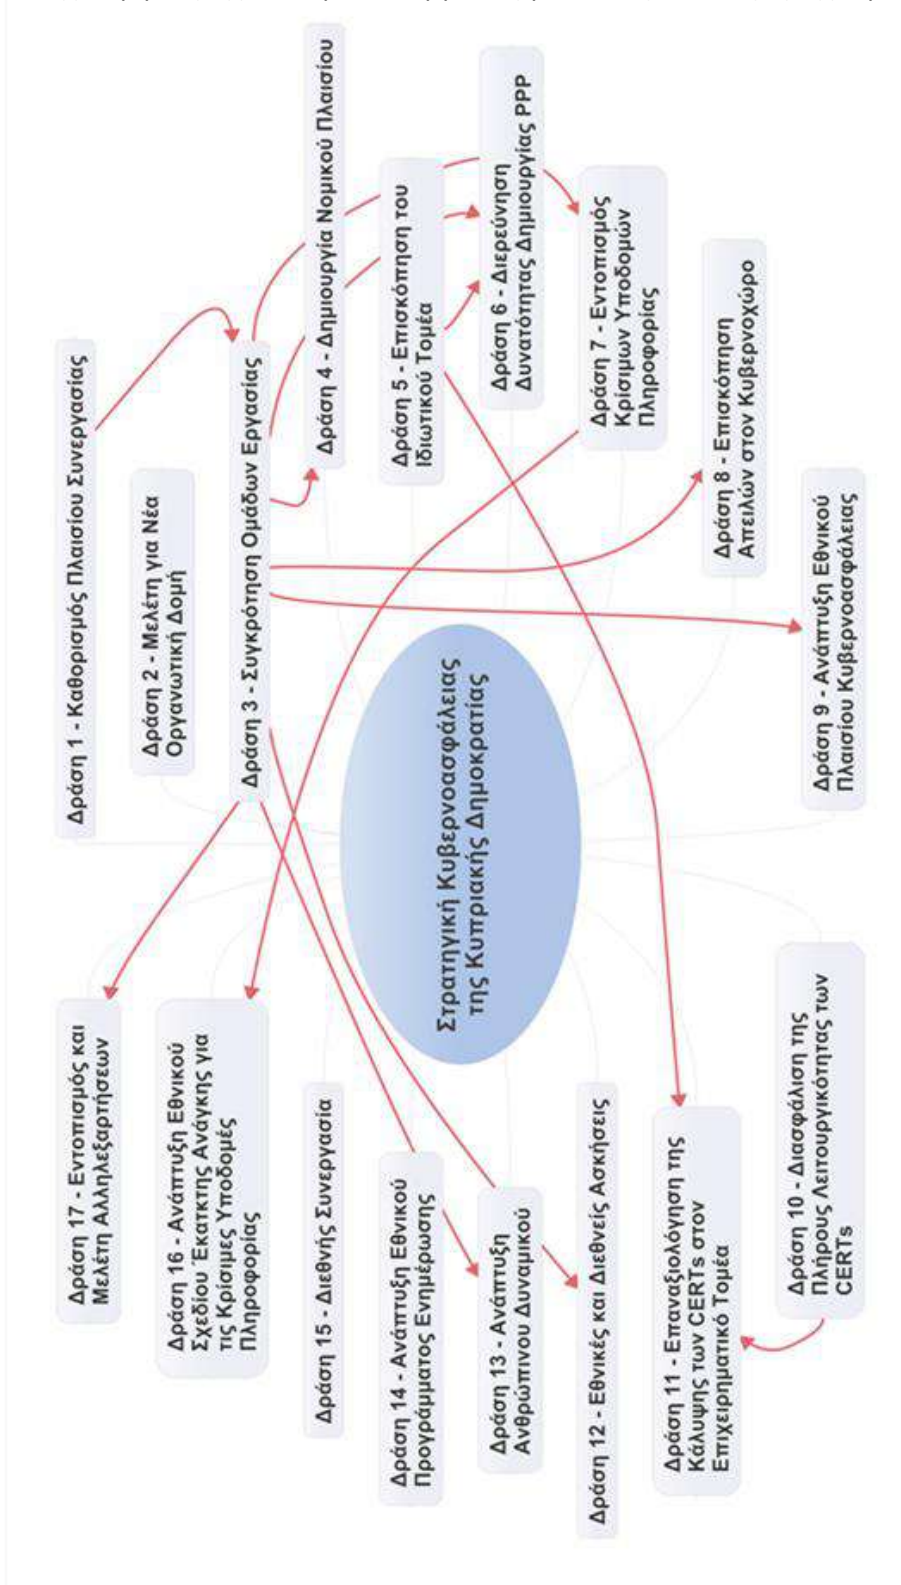 Δράση 1 - Καθορισμός Πλαισίου Συνεργασίας
Δράση 2 - Μελέτη για Νέα
Οργανωτική Δομή
Δράση 3 - Συγκρότηση Ομάδων Εργασίας
Δράση 4 - Δημιουργία Νομικού Πλαισίου
Δράση 5 - Επισκόπηση του
Ιδιωτικού Τομέα
Δράση 6 - Διερεύνηση
Δυνατότητας Δημιουργίας PPP
Δράση 7 - Εντοπισμός
Κρίσιμων Υποδομών
Πληροφορίας
Δράση 8 - Επισκόπηση
Απειλών στον Κυβερνοχώρο
Δράση 9 - Ανάπτυξη Εθνικού
Πλαισίου Κυβερνοασφάλειας
Στρατηγική Κυβερνοασφάλειας
της Κυπριακής Δημοκρατίας
Δράση 17 - Εντοπισμός και
Μελέτη Αλληλεξαρτήσεων
Δράση 16 - Ανάπτυξη Εθνικού
Σχεδίου Έκατκτης Ανάγκης για
τις Κρίσιμες Υποδομές
Πληροφορίας
Δράση 15 - Διεθνής Συνεργασία
Δράση 14 - Ανάπτυξη Εθνικού
Προγράμματος Ενημέρωσης
Δράση 13 - Ανάπτυξη
Ανθρώπινου Δυναμικού
Δράση 12 - Εθνικές και Διεθνείς Ασκήσεις
Δράση 11 - Επαναξιολόγηση της
Κάλυψης των CERTs στον
Επιχειρηματικό Τομέα
Δράση 10 - Διασφάλιση της
Πλήρους Λειτουργικότητας των
CERTs